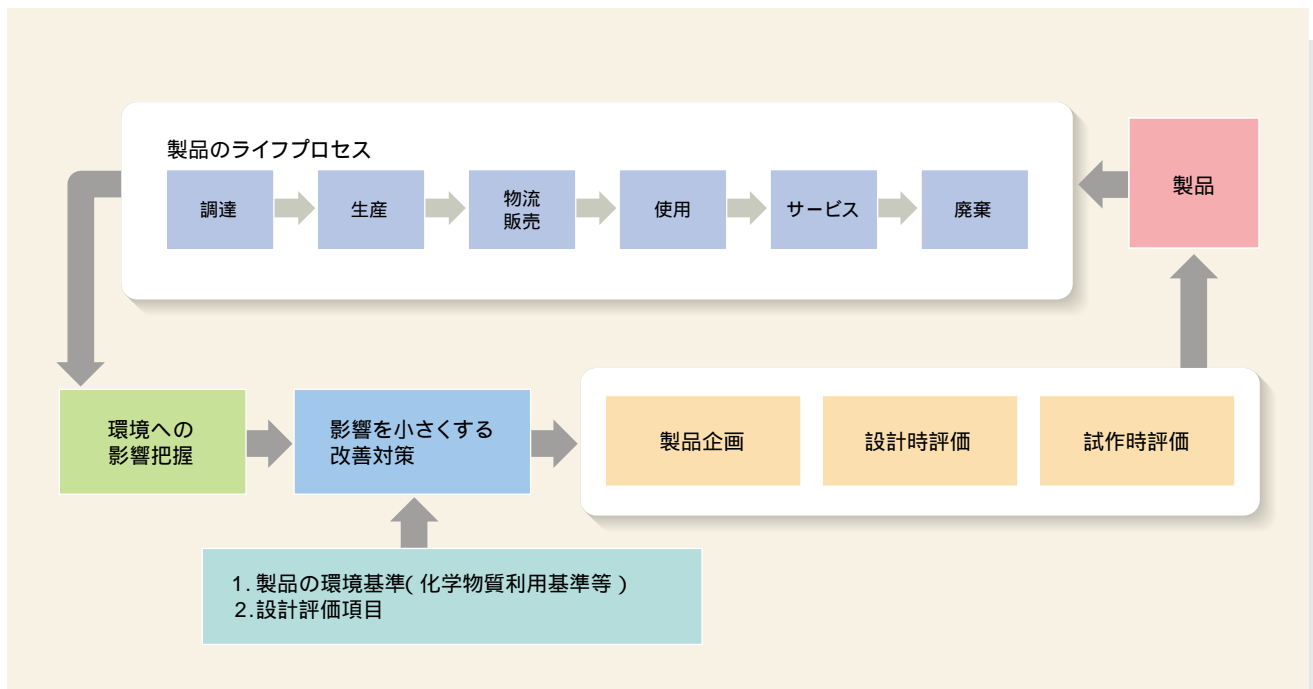 製品のライフプロセス
調達
生産
物流
販売
使用
サービス
廃棄
製品
環境への
影響把握
影響を小さくする
改善対策
製品企画
設計時評価
試作時評価
1. 製品の環境基準( 化学物質利用基準等 )
2.設計評価項目